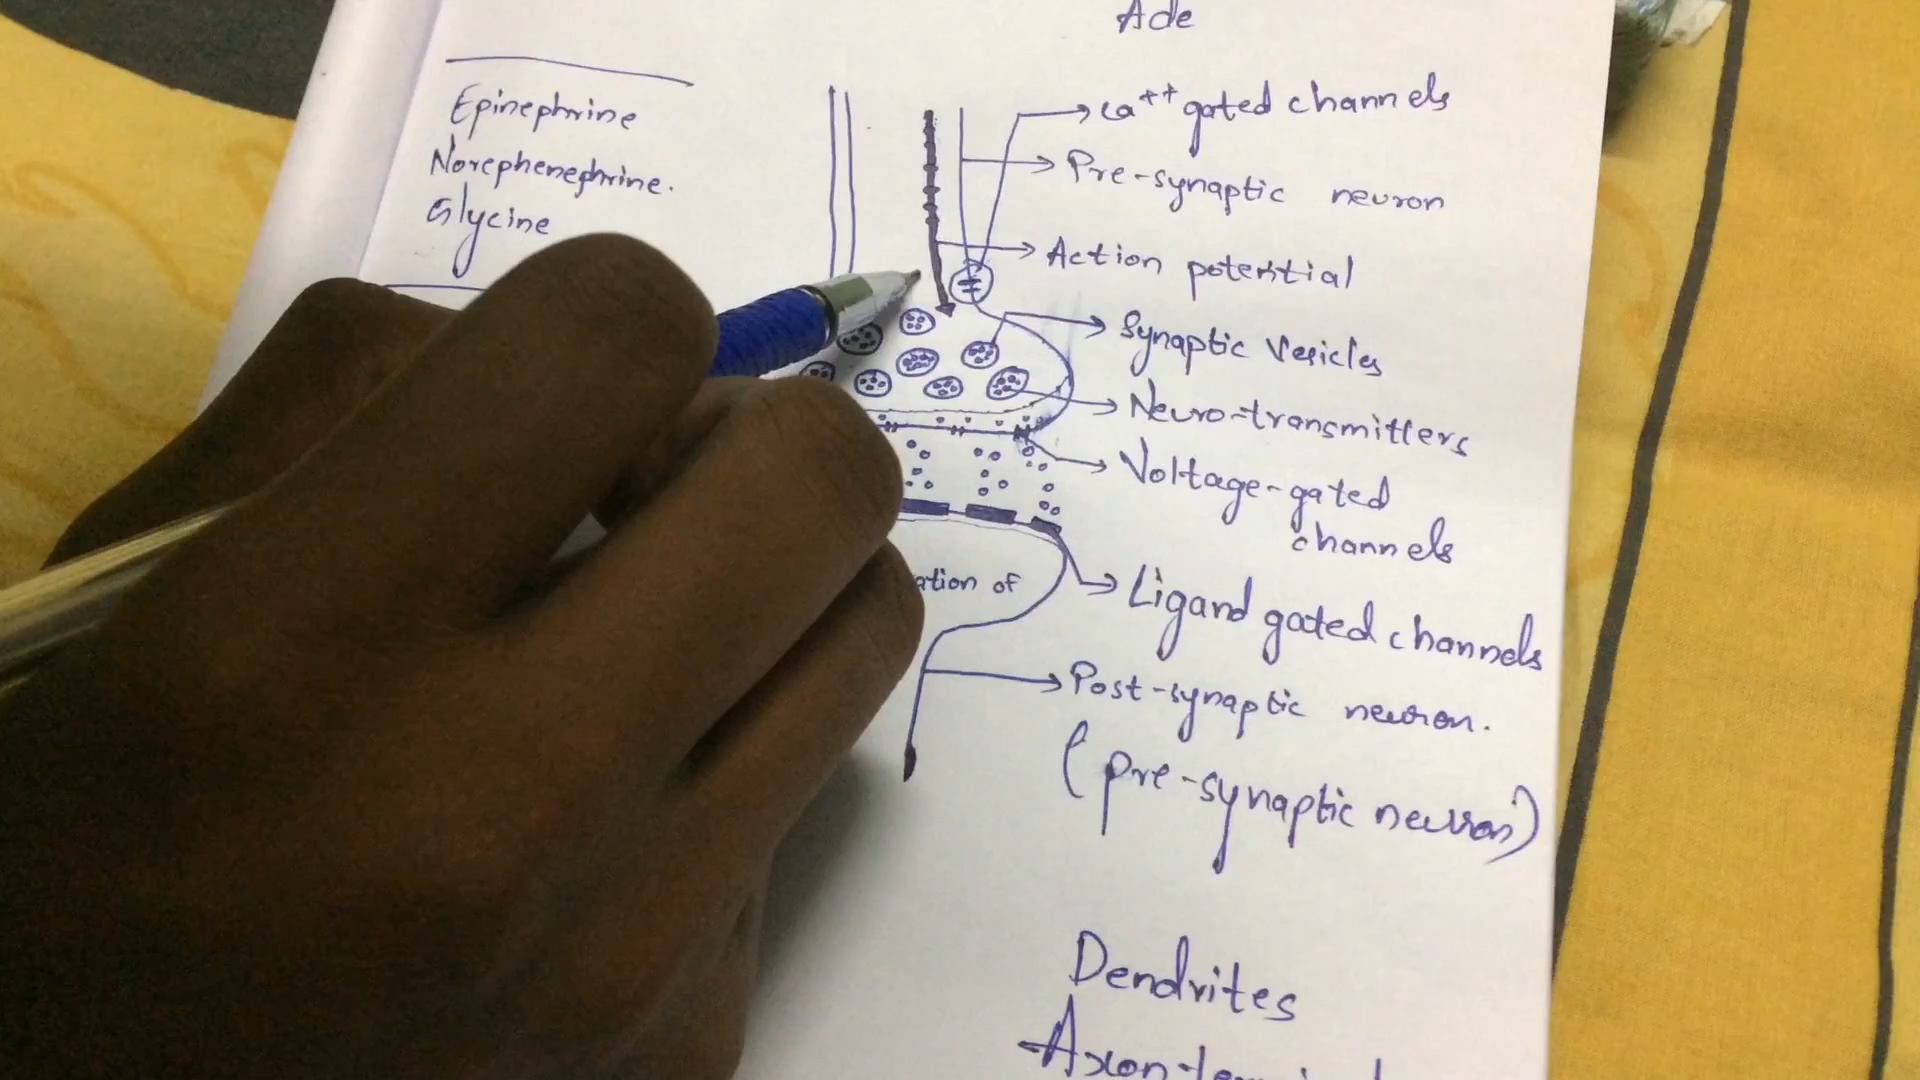 Ade
Epinephrine
Norephenephrine.
Glycine
Ca++ gated channels
Pre-synaptic neuron
Action potential
Synaptic vesicles
Neuro-transmitters
Voltage-gated
channels
ation of
Ligand gated channels
Post-synaptic neuron.
(pre-synaptic neuron)
Dendrites